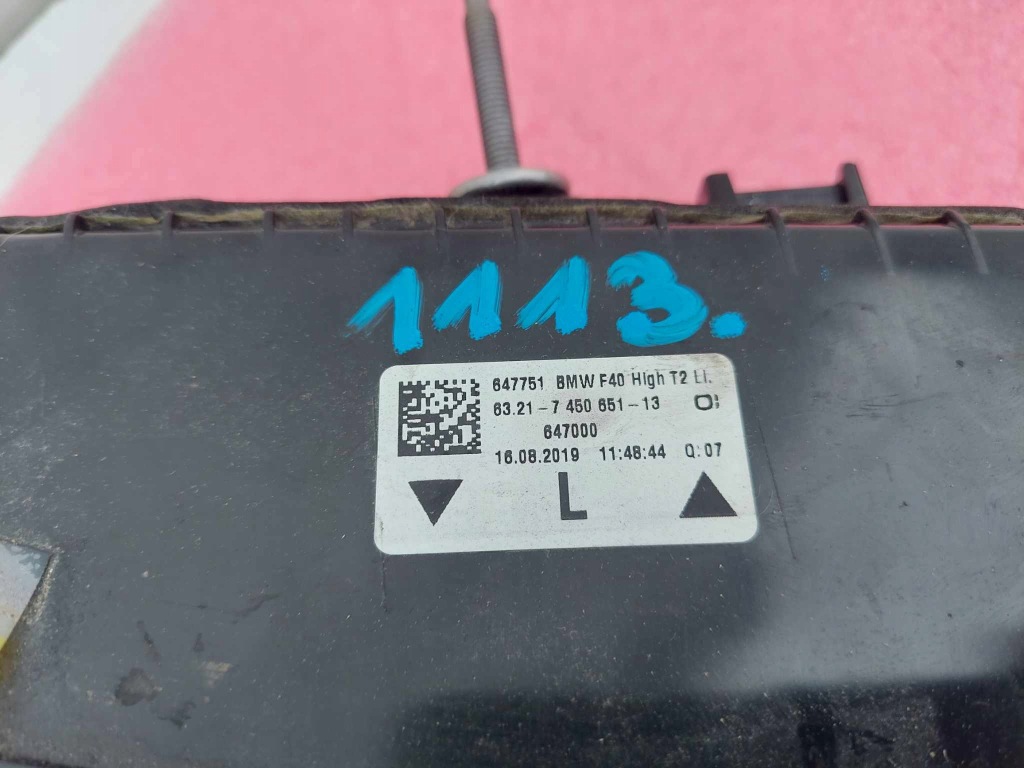 1113.
647751 BMW F40 High T2 LI.
63.21-7 450 651-13
647000
16.08.2019 11:48:44 Q:07
L